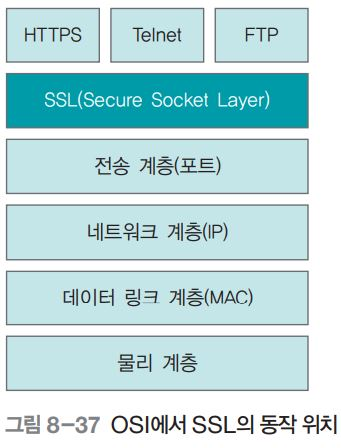 HTTPS Telnet FTP
SSL(Secure Socket Layer)
전송 계층(포트)
네트워크 계층(IP)
데이터 링크 계층(MAC)
물리 계층
그림 8-37 OSI에서 SSL의 동작 위치